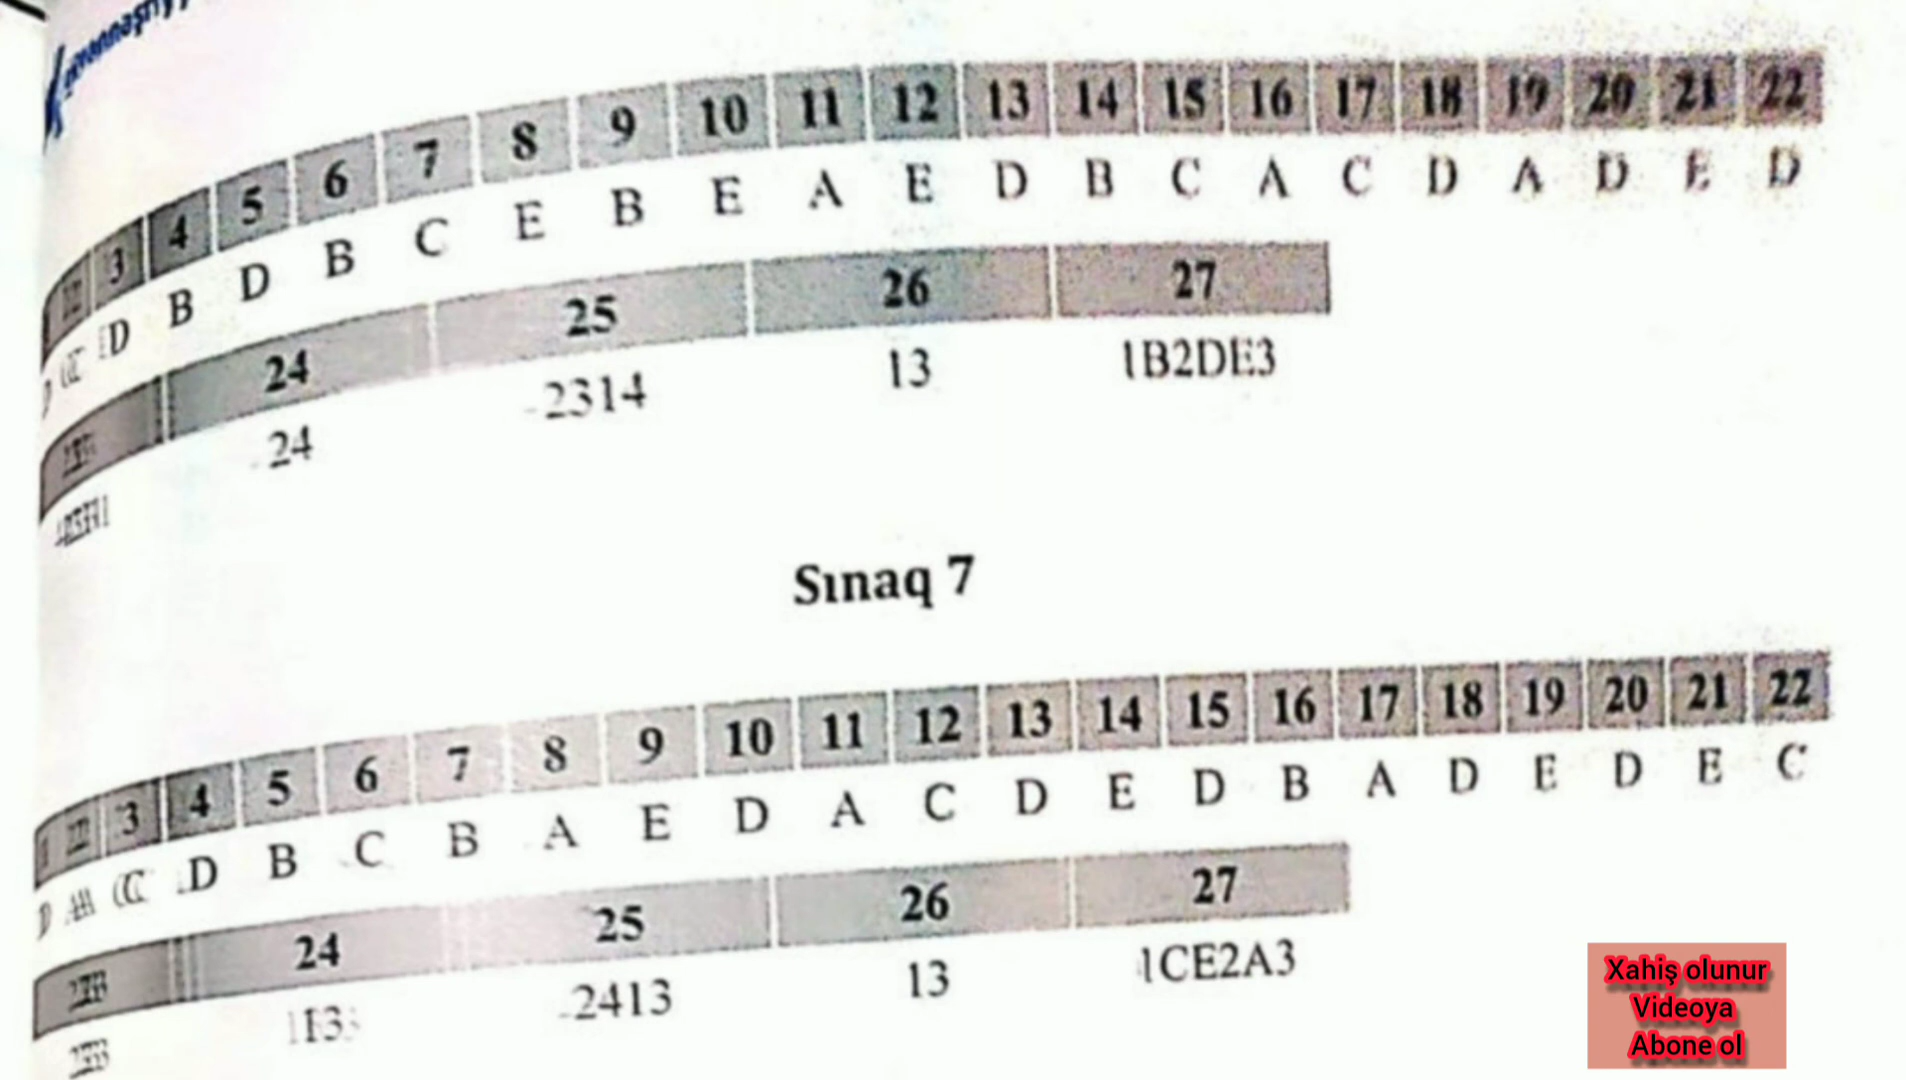 3 4 5 6 7 8 9 10 11 12 13 14 15 16 17 18 19 20 21 22
D B D B C E B E A E D B C A C D A D E D
24 25 26 27
24 2314 13 1B2DE3
Sınaq 7
3 4 5 6 7 8 9 10 11 12 13 14 15 16 17 18 19 20 21 22
C D B C B A E D A C D E D B A D E D E C
24 25 26 27
2413 13 1CE2A3
Xahiş olunur
Videoya
Abone ol